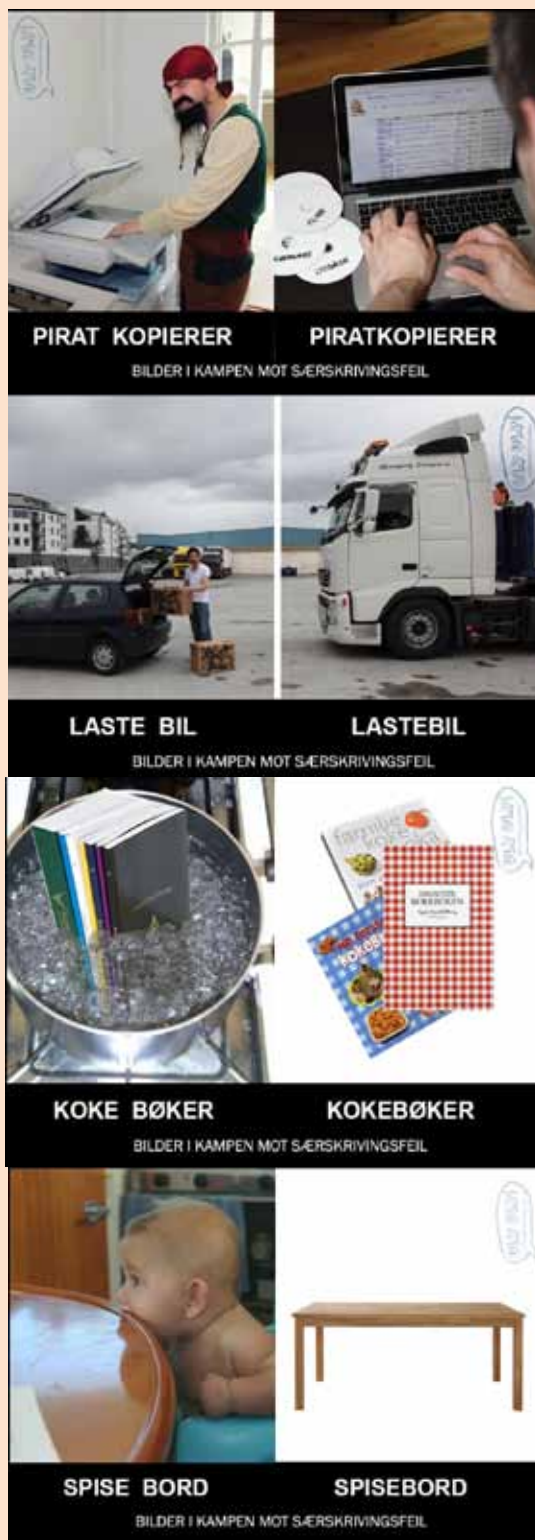 PIRAT KOPIERER PIRATKOPIERER
BILDER I KAMPEN MOT SÆRSKRIVINGSFEIL
LASTE BIL LASTEBIL
BILDER I KAMPEN MOT SÆRSKRIVINGSFEIL
KOKEBØKER
KOKE BØKER KOKEBØKER
BILDER I KAMPEN MOT SÆRSKRIVINGSFEIL
SPISE BORD SPISEBORD
BILDER I KAMPEN MOT SÆRSKRIVINGSFEIL